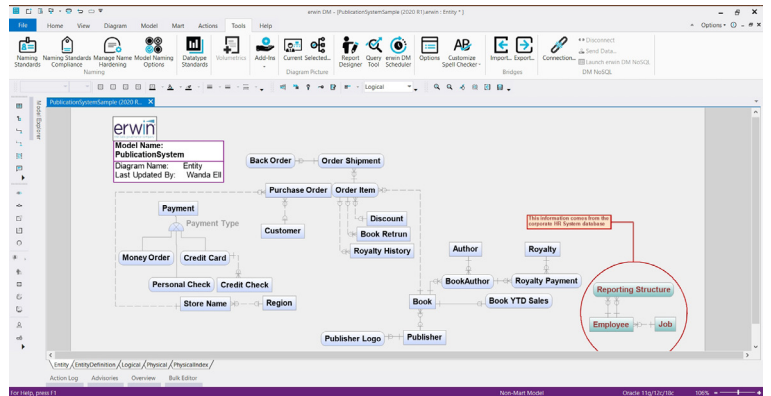 erwin DM - [PublicationSystemSample (2020 R1).erwin : Entity * ]
File Home View Diagram Model Mart Actions Tools Help Options
Naming Standards
Naming Standards Compliance
Manage Name Hardening
Model Naming Options
Datatype Standards
Volumetrics
Add-Ins
Current
Selected...
Report Designer
Query Tool
erwin DM Scheduler
Options
Customize Spell Checker
Import...
Export...
Connection...
Disconnect
Send Data...
Launch erwin DM NoSQL
Naming
Diagram Picture
Bridges
DM NoSQL
Logical
PublicationSystemSample (2020 R...
Model Explorer
erwin
Model Name:
PublicationSystem
Diagram Name: Entity
Last Updated By: Wanda Ell
Back Order
Order Shipment
Purchase Order
Order Item
Payment
Payment Type
Customer
Discount
Book Retrun
Royalty History
This information comes from the
corporate HR System database
Money Order
Credit Card
Author
Royalty
Personal Check
Credit Check
BookAuthor
Royalty Payment
Reporting Structure
Store Name
Region
Book
Book YTD Sales
Employee
Job
Publisher Logo
Publisher
Entity EntityDefinition Logical Physical PhysicalIndex
Action Log Advisories Overview Bulk Editor
For Help, press F1
Non-Mart Model
Oracle 11g/12c/18c
106%